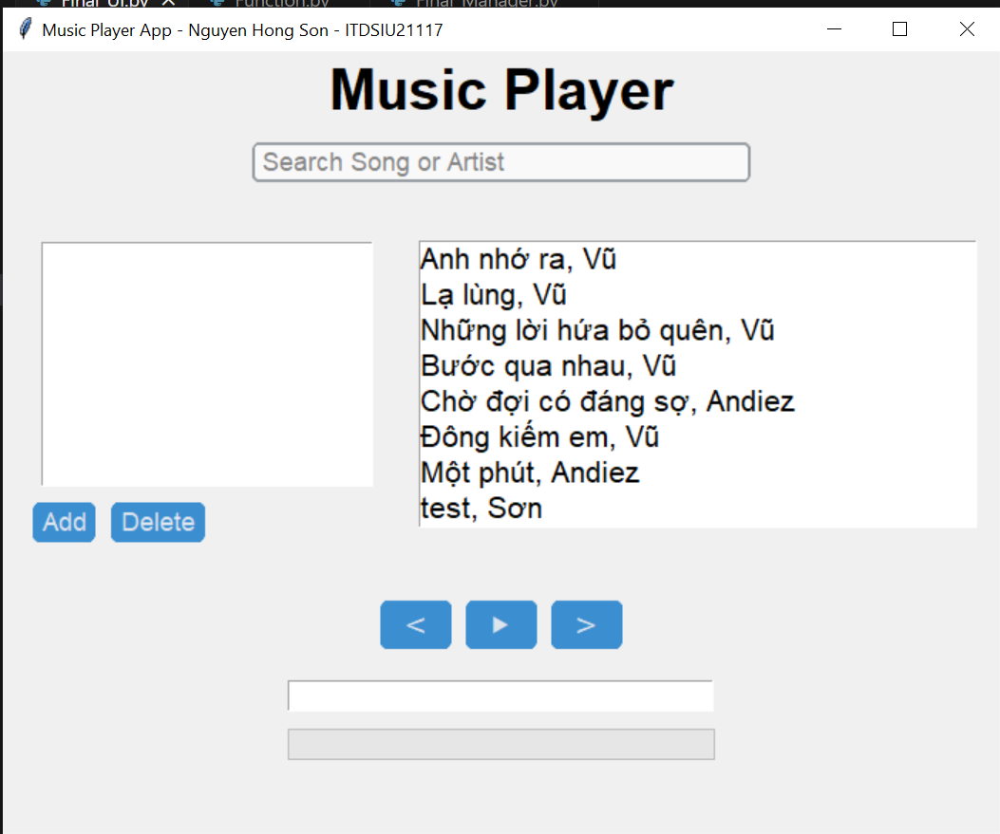 Final_UI.py Function.py Final_Manager.py
Music Player App - Nguyen Hong Son - ITDSIU21117
Music Player
Search Song or Artist
Anh nhớ ra, Vũ
Lạ lùng, Vũ
Những lời hứa bỏ quên, Vũ
Bước qua nhau, Vũ
Chờ đợi có đáng sợ, Andiez
Đông kiếm em, Vũ
Một phút, Andiez
test, Sơn
Add Delete
< ▶ >